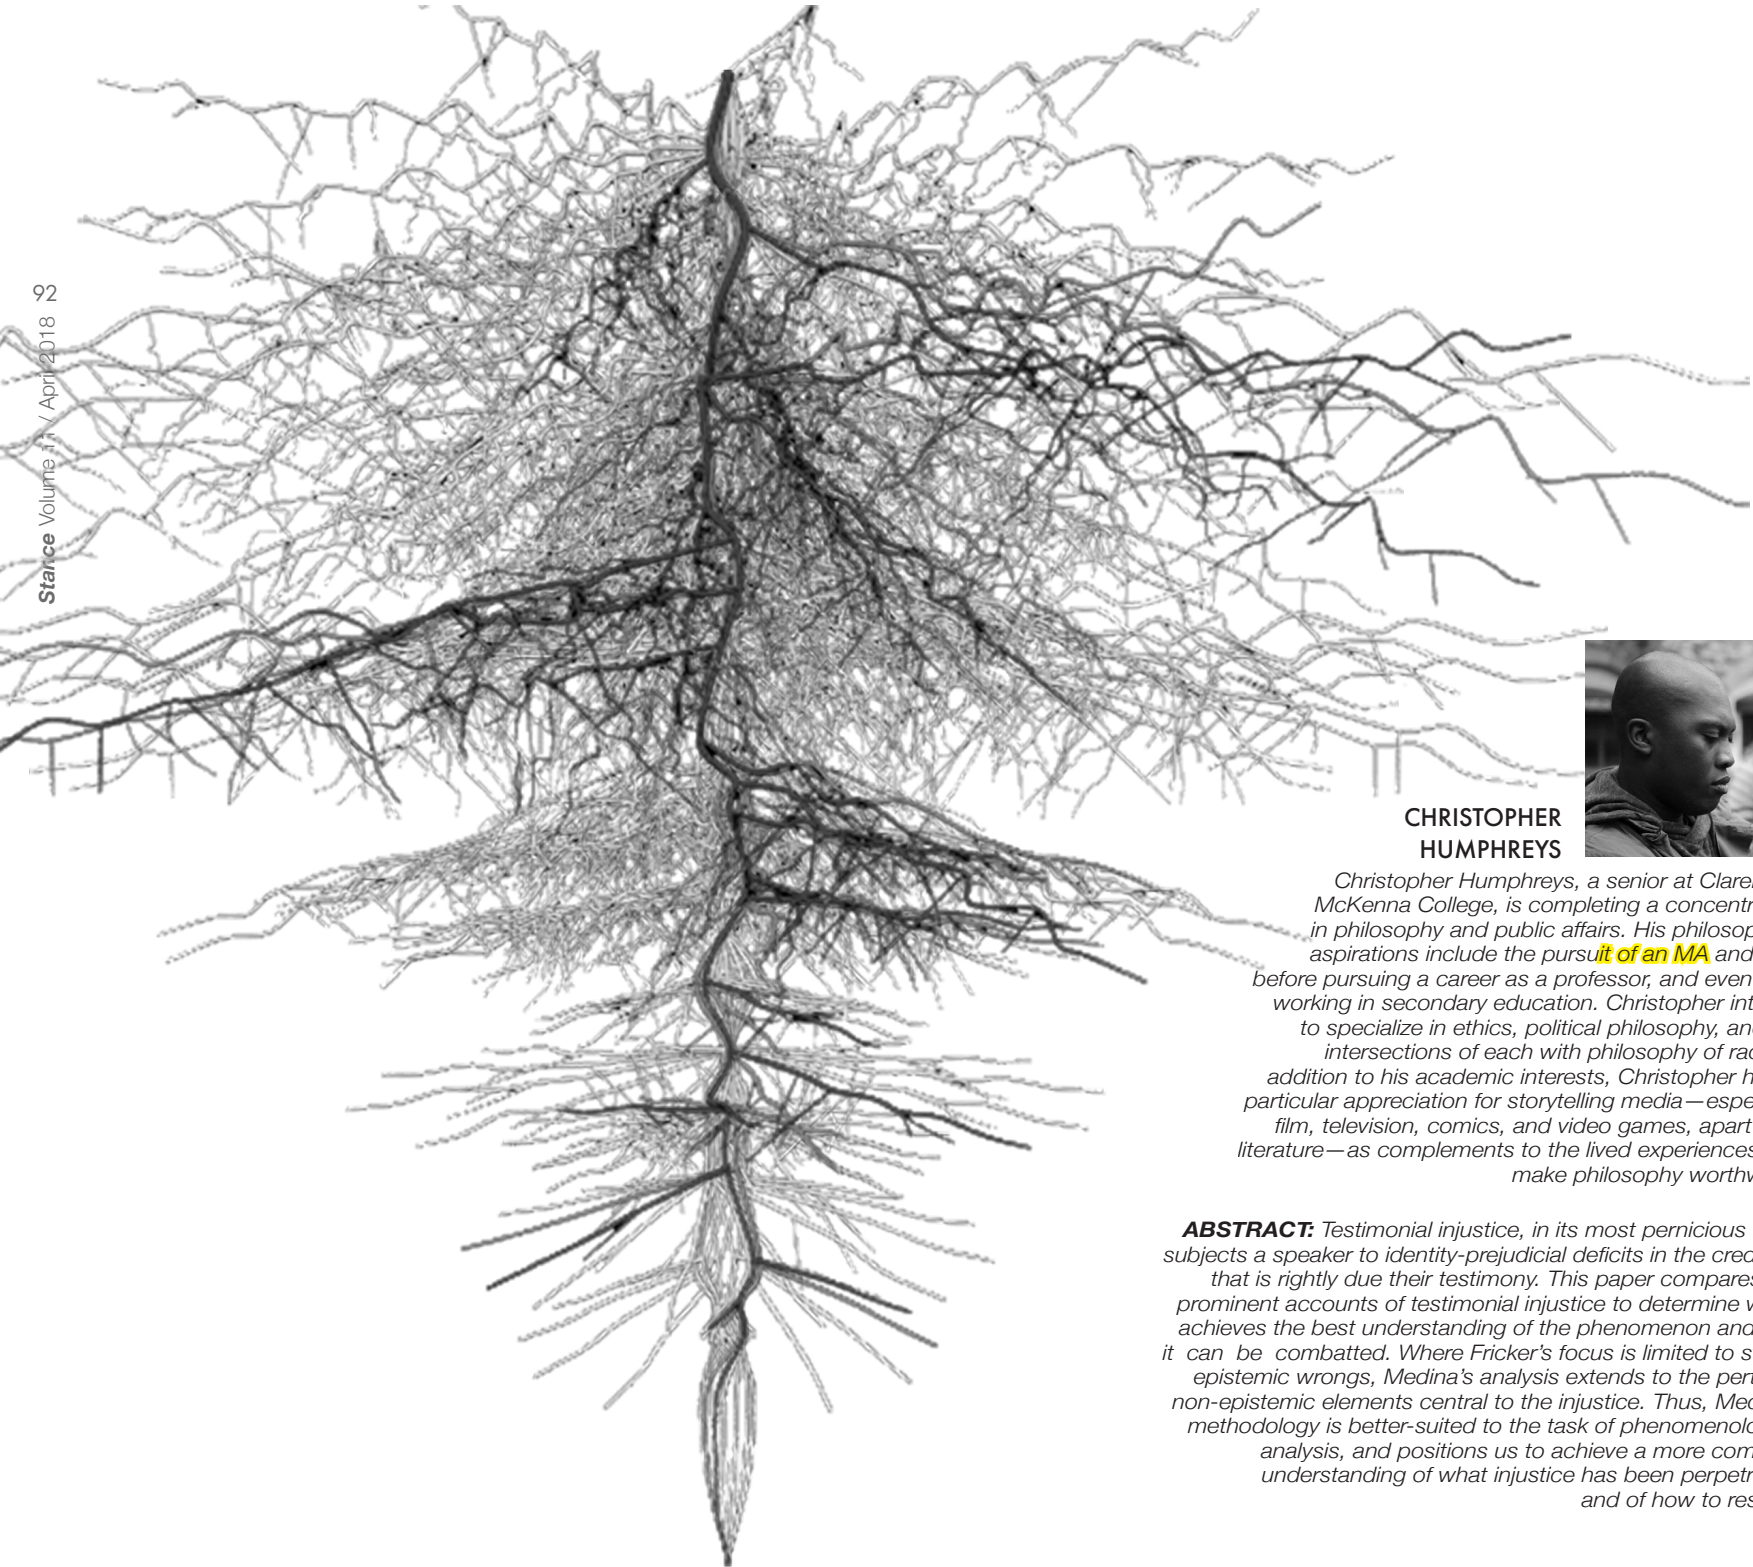 92
Stance Volume 11 / April 2018
CHRISTOPHER
HUMPHREYS
Christopher Humphreys, a senior at Clare
McKenna College, is completing a concentr
in philosophy and public affairs. His philosop
aspirations include the pursuit of an MA and
before pursuing a career as a professor, and even
working in secondary education. Christopher int
to specialize in ethics, political philosophy, an
intersections of each with philosophy of ra
addition to his academic interests, Christopher h
particular appreciation for storytelling media—espe
film, television, comics, and video games, apart
literature—as complements to the lived experiences
make philosophy worthw
ABSTRACT: Testimonial injustice, in its most pernicious
subjects a speaker to identity-prejudicial deficits in the cred
that is rightly due their testimony. This paper compares
prominent accounts of testimonial injustice to determine w
achieves the best understanding of the phenomenon and
it can be combatted. Where Fricker's focus is limited to s
epistemic wrongs, Medina's analysis extends to the pert
non-epistemic elements central to the injustice. Thus, Med
methodology is better-suited to the task of phenomenolo
analysis, and positions us to achieve a more com
understanding of what injustice has been perpetr
and of how to res